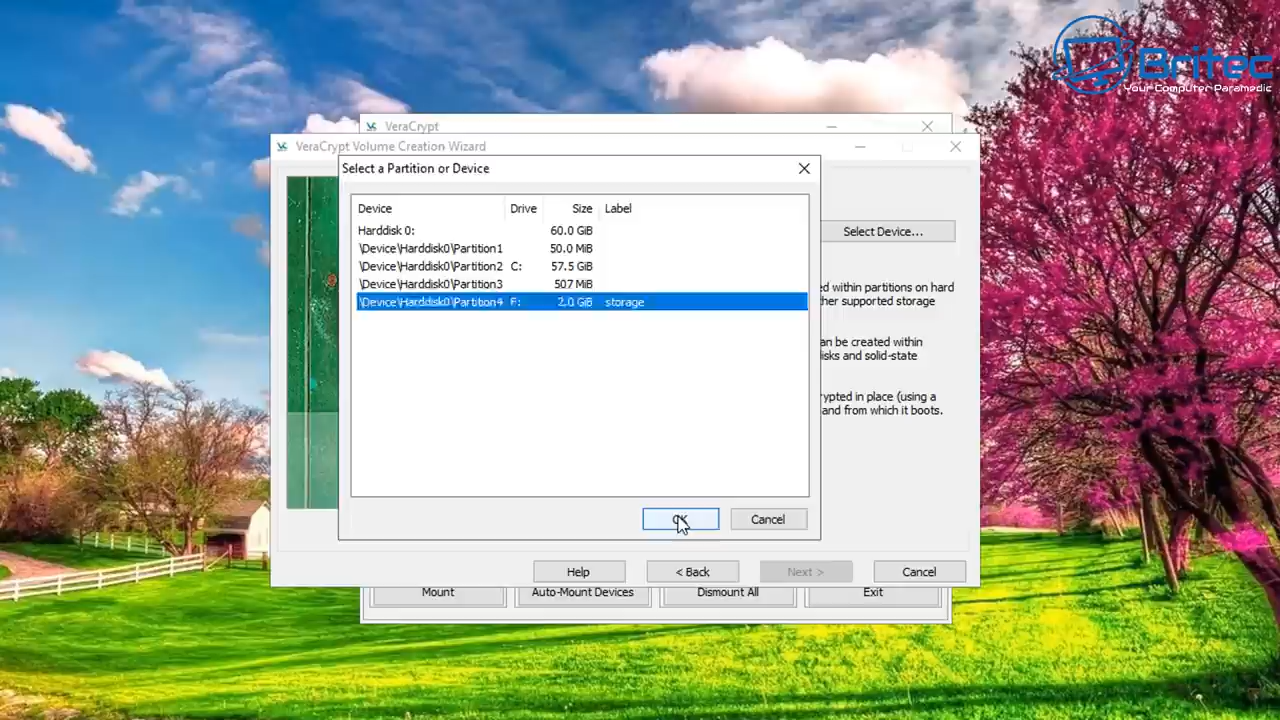 Britec
Your Computer Paramedic
VeraCrypt
VeraCrypt Volume Creation Wizard
Select a Partition or Device
Device Drive Size Label
Harddisk 0: 60.0 GiB
\Device\Harddisk0\Partition1 50.0 MiB
\Device\Harddisk0\Partition2 C: 57.5 GiB
\Device\Harddisk0\Partition3 507 MiB
\Device\Harddisk0\Partition4 F: 2.0 GiB storage
Select Device...
ed within partitions on hard
her supported storage
an be created within
isks and solid-state
rypted in place (using a
and from which it boots.
OK Cancel
Help < Back Next > Cancel
Mount Auto-Mount Devices Dismount All Exit